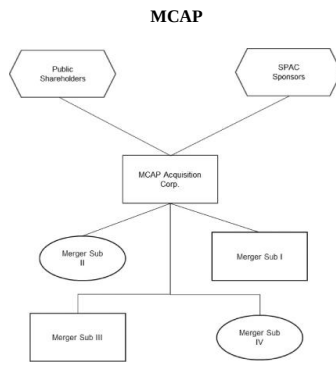 MCAP
Public
Shareholders
SPAC
Sponsors
MCAP Acquisition
Corp.
Merger Sub
II
Merger Sub I
Merger Sub III
Merger Sub
IV